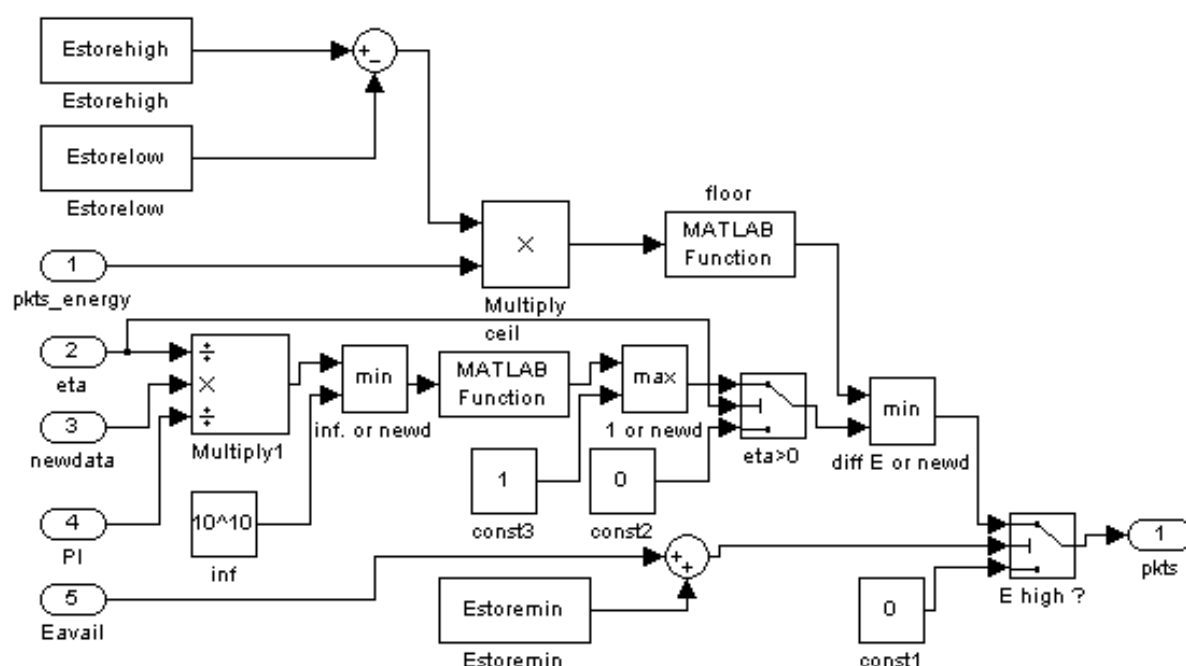 Estorehigh
+
−
Estorehigh
Estorelow
Estorelow
floor
×
MATLAB
Function
1
pkts_energy
Multiply
ceil
2
÷
eta
×
min
MATLAB
Function
max
3
÷
newdata
Multiply1
inf. or newd
1 or newd
eta>0
min
diff E or newd
4
PI
10^10
inf
1
const3
0
const2
1
pkts
5
Eavail
+
+
E high ?
Estoremin
Estoremin
0
const1